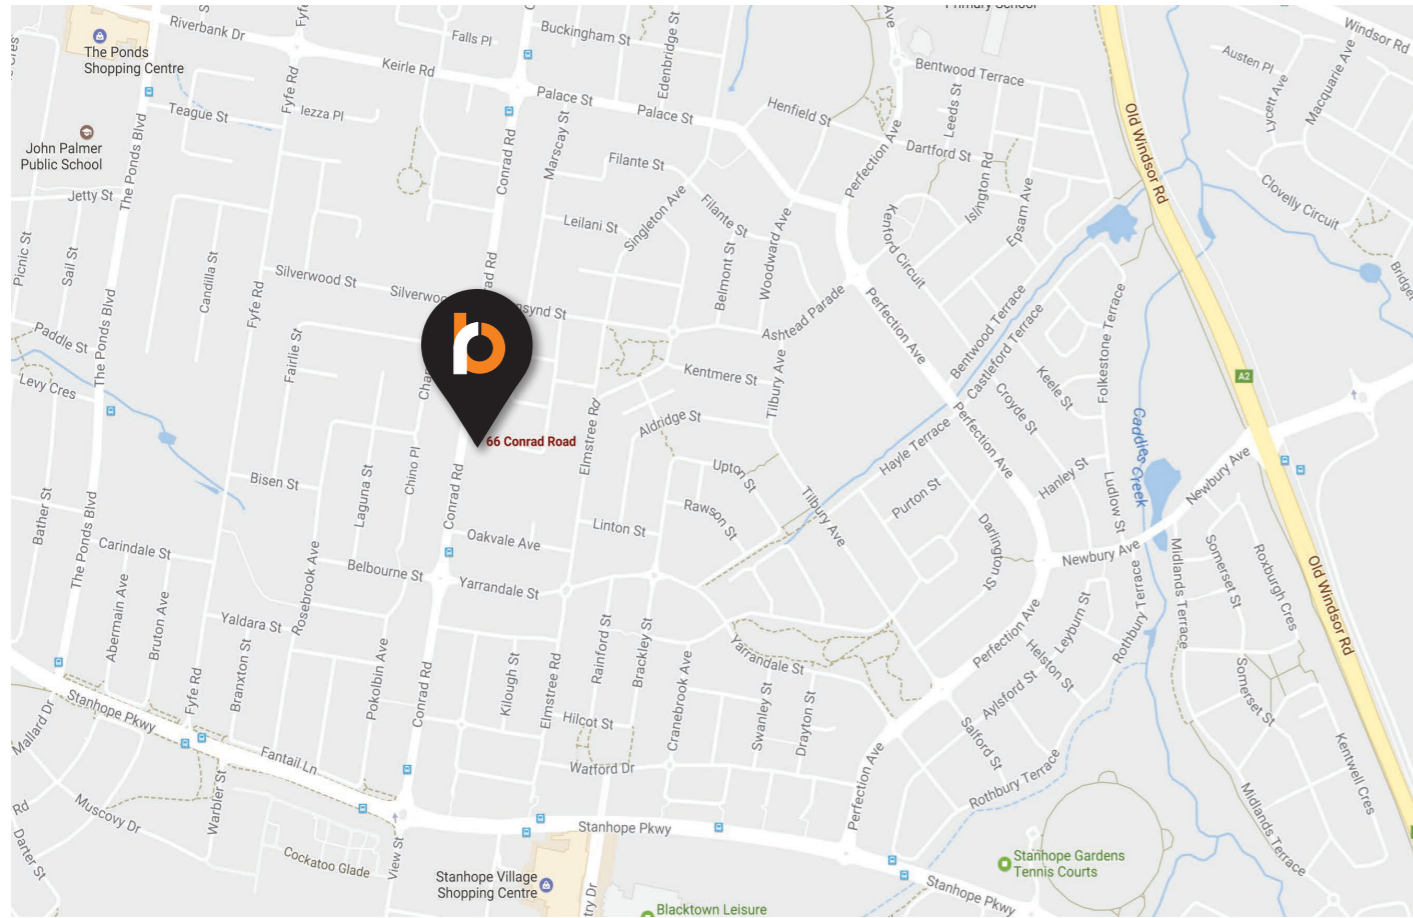 Riverbank Dr
The Ponds
Shopping Centre
Falls Pl
Buckingham St
Primary School
Windsor Rd
Keirle Rd
Edenbridge St
Bentwood Terrace
Austen Pl
Lycett Ave
Macquarie Ave
Teague St
Fyfe Rd
Iezza Pl
Palace St
Palace St
Henfield St
Leeds St
Old Windsor Rd
John Palmer
Public School
The Ponds Blvd
Conrad Rd
Marscay St
Filante St
Perfection Ave
Dartford St
Islington Rd
Epsam Ave
Clovelly Circuit
Jetty St
Leilani St
Singleton Ave
Filante St
Woodward Ave
Kenford Circuit
Picnic St
Sail St
Candilla St
Belmont St
Silverwood St
Fyfe Rd
Ashtead Parade
Perfection Ave
Bentwood Terrace
Castleford Terrace
Folkestone Terrace
Paddle St
The Ponds Blvd
Fairlie St
rb
Kentmere St
Tilbury Ave
Keele St
Croyde St
A2
Levy Cres
Aldridge St
Elmstree Rd
66 Conrad Road
Hayle Terrace
Perfection Ave
Caddies Creek
Bisen St
Laguna St
Chino Pl
Conrad Rd
Upton St
Purton St
Hanley St
Ludlow St
Newbury Ave
Bather St
The Ponds Blvd
Rawson St
Tilbury Ave
Darlington St
Carindale St
Oakvale Ave
Linton St
Newbury Ave
Midlands Terrace
Somerset St
Roxburgh Cres
Old Windsor Rd
Abermain Ave
Bruton Ave
Rosebrook Ave
Belbourne St
Yarrandale St
Yaldara St
Rainford St
Brackley St
Yarrandale St
Perfection Ave
Leyburn St
Helston St
Rothbury Terrace
Fyfe Rd
Branxton St
Pokolbin Ave
Conrad Rd
Kilough St
Elmstree Rd
Cranebrook Ave
Swanley St
Drayton St
Aylsford St
Salford St
Somerset St
Mallard Dr
Stanhope Pkwy
Hilcot St
Kentwell Cres
Fantail Ln
Watford Dr
Perfection Ave
Rothbury Terrace
Midlands Terrace
Rd
Muscovy Dr
Warbler St
Stanhope Pkwy
Darter St
Cockatoo Glade
View St
Stanhope Village
Shopping Centre
Stanhope Gardens
Tennis Courts
Stanhope Pkwy
Blacktown Leisure